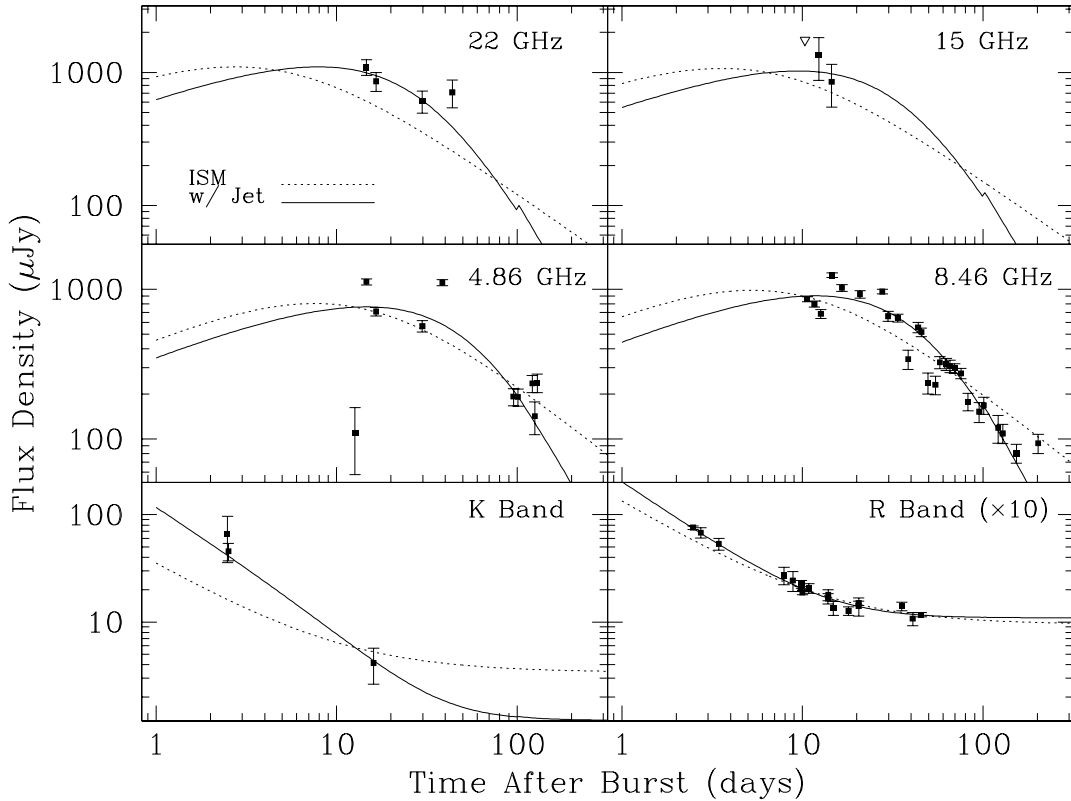 22 GHz
15 GHz
1000
100
ISM
w/ Jet
4.86 GHz
8.46 GHz
1000
100
K Band
R Band (×10)
100
10
1 10 100 1 10 100
Flux Density (μJy)
Time After Burst (days)